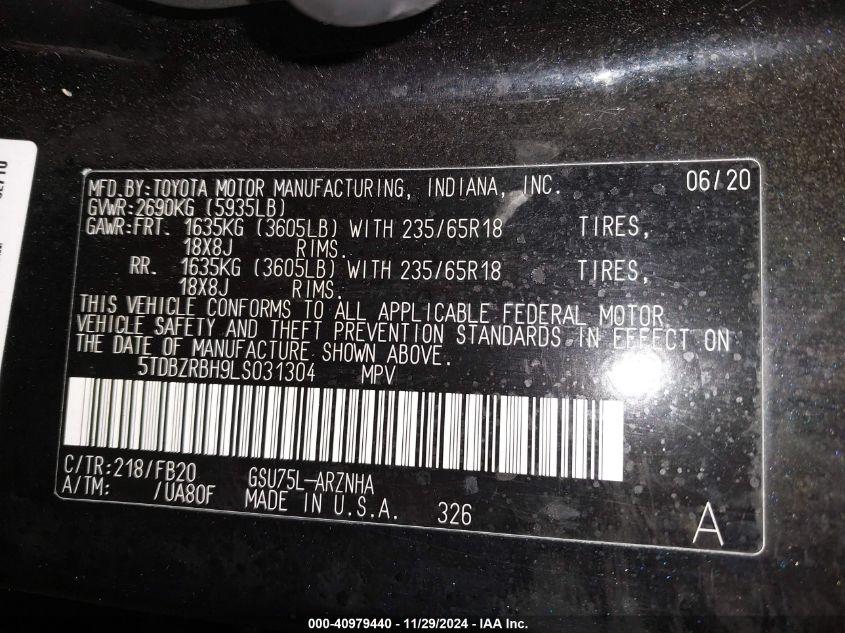 MFD.BY:TOYOTA MOTOR MANUFACTURING, INDIANA, INC. 06/20
GVWR:2690KG (5935LB)
GAWR:FRT. 1635KG (3605LB) WITH 235/65R18 TIRES,
18X8J RIMS.
RR. 1635KG (3605LB) WITH 235/65R18 TIRES,
18X8J RIMS.
THIS VEHICLE CONFORMS TO ALL APPLICABLE FEDERAL MOTOR
VEHICLE SAFETY AND THEFT PREVENTION STANDARDS IN EFFECT ON
THE DATE OF MANUFACTURE SHOWN ABOVE.
5TDBZRBH9LS031304 MPV
C/TR:218/FB20 GSU75L-ARZNHA
A/TM: /UA80F MADE IN U.S.A. 326
A
000-40979440 - 11/29/2024 - IAA Inc.